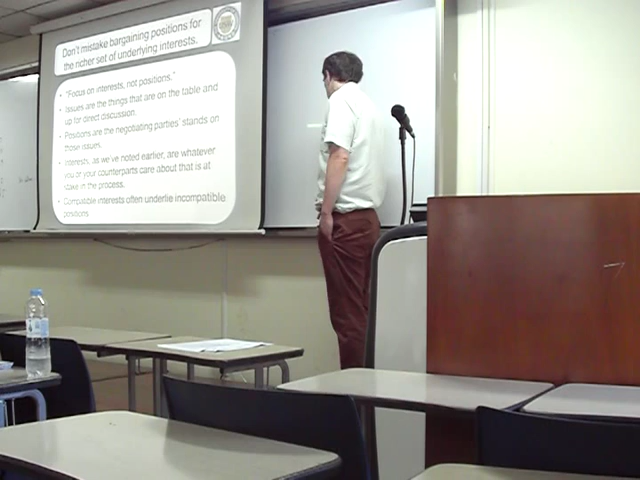 Don't mistake bargaining positions for
the richer set of underlying interests.
• "Focus on interests, not positions."
• Issues are the things that are on the table and
up for direct discussion.
• Positions are the negotiating parties' stands on
those issues.
• Interests, as we've noted earlier, are whatever
you or your counterparts care about that is at
stake in the process.
• Compatible interests often underlie incompatible
positions